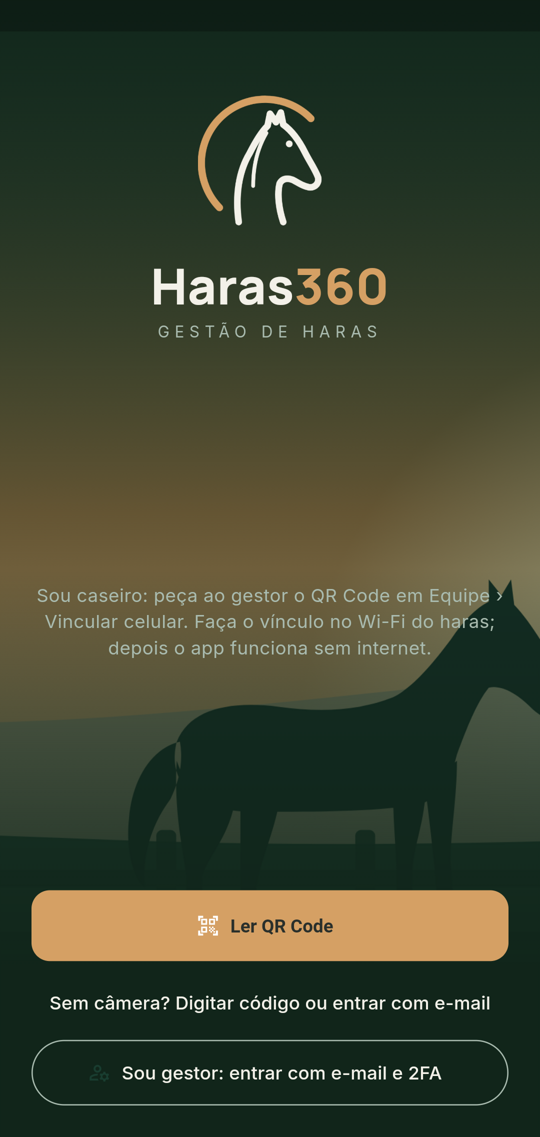 Haras360
GESTÃO DE HARAS
Sou caseiro: peça ao gestor o QR Code em Equipe ›
Vincular celular. Faça o vínculo no Wi-Fi do haras;
depois o app funciona sem internet.
Ler QR Code
Sem câmera? Digitar código ou entrar com e-mail
Sou gestor: entrar com e-mail e 2FA